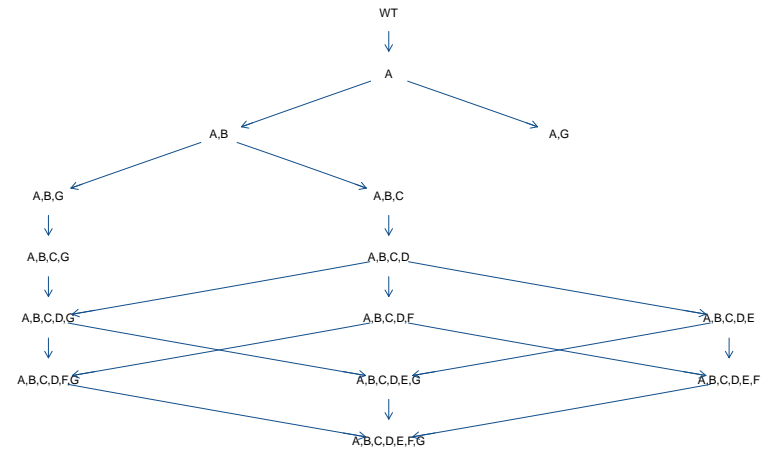 WT
A
A,B
A,G
A,B,G
A,B,C
A,B,C,G
A,B,C,D
A,B,C,D,G
A,B,C,D,F
A,B,C,D,E
A,B,C,D,F,G
A,B,C,D,E,G
A,B,C,D,E,F
A,B,C,D,E,F,G